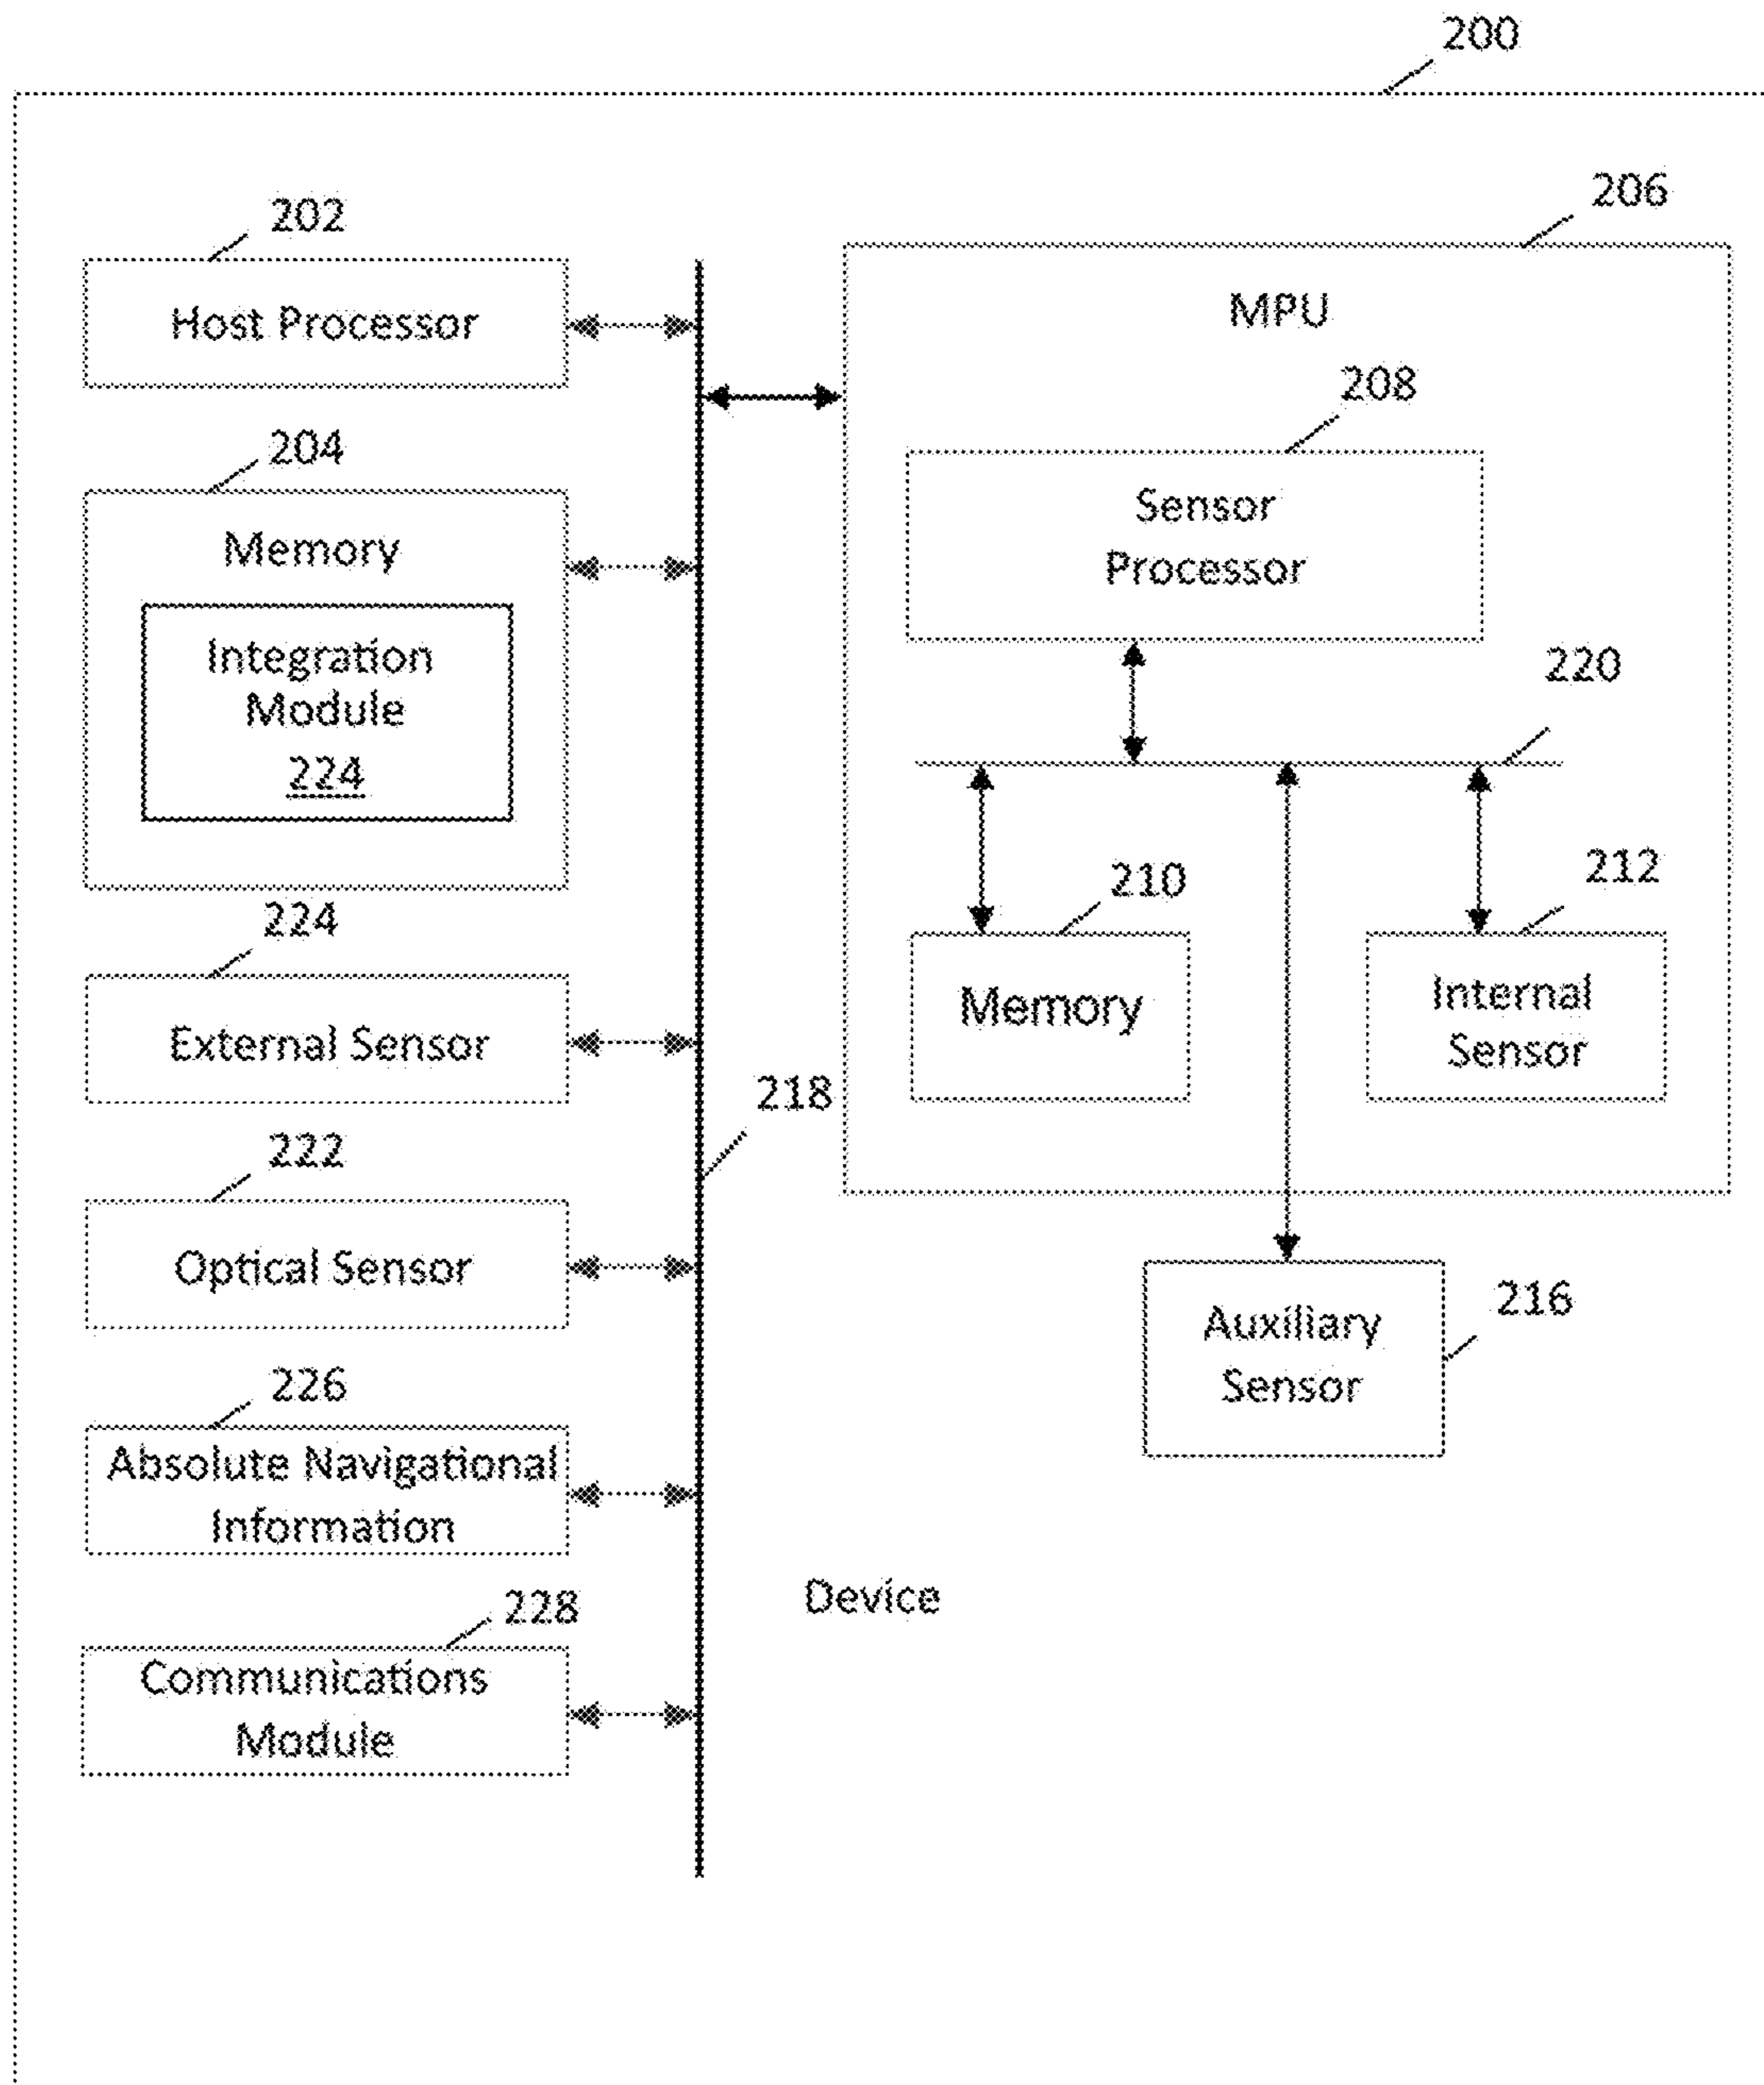 200
202
Host Processor
204
Memory
Integration
Module
224
224
External Sensor
222
Optical Sensor
226
Absolute Navigational
Information
228
Communications
Module
218
206
MPU
208
Sensor
Processor
220
210
Memory
212
Internal
Sensor
216
Auxiliary
Sensor
Device